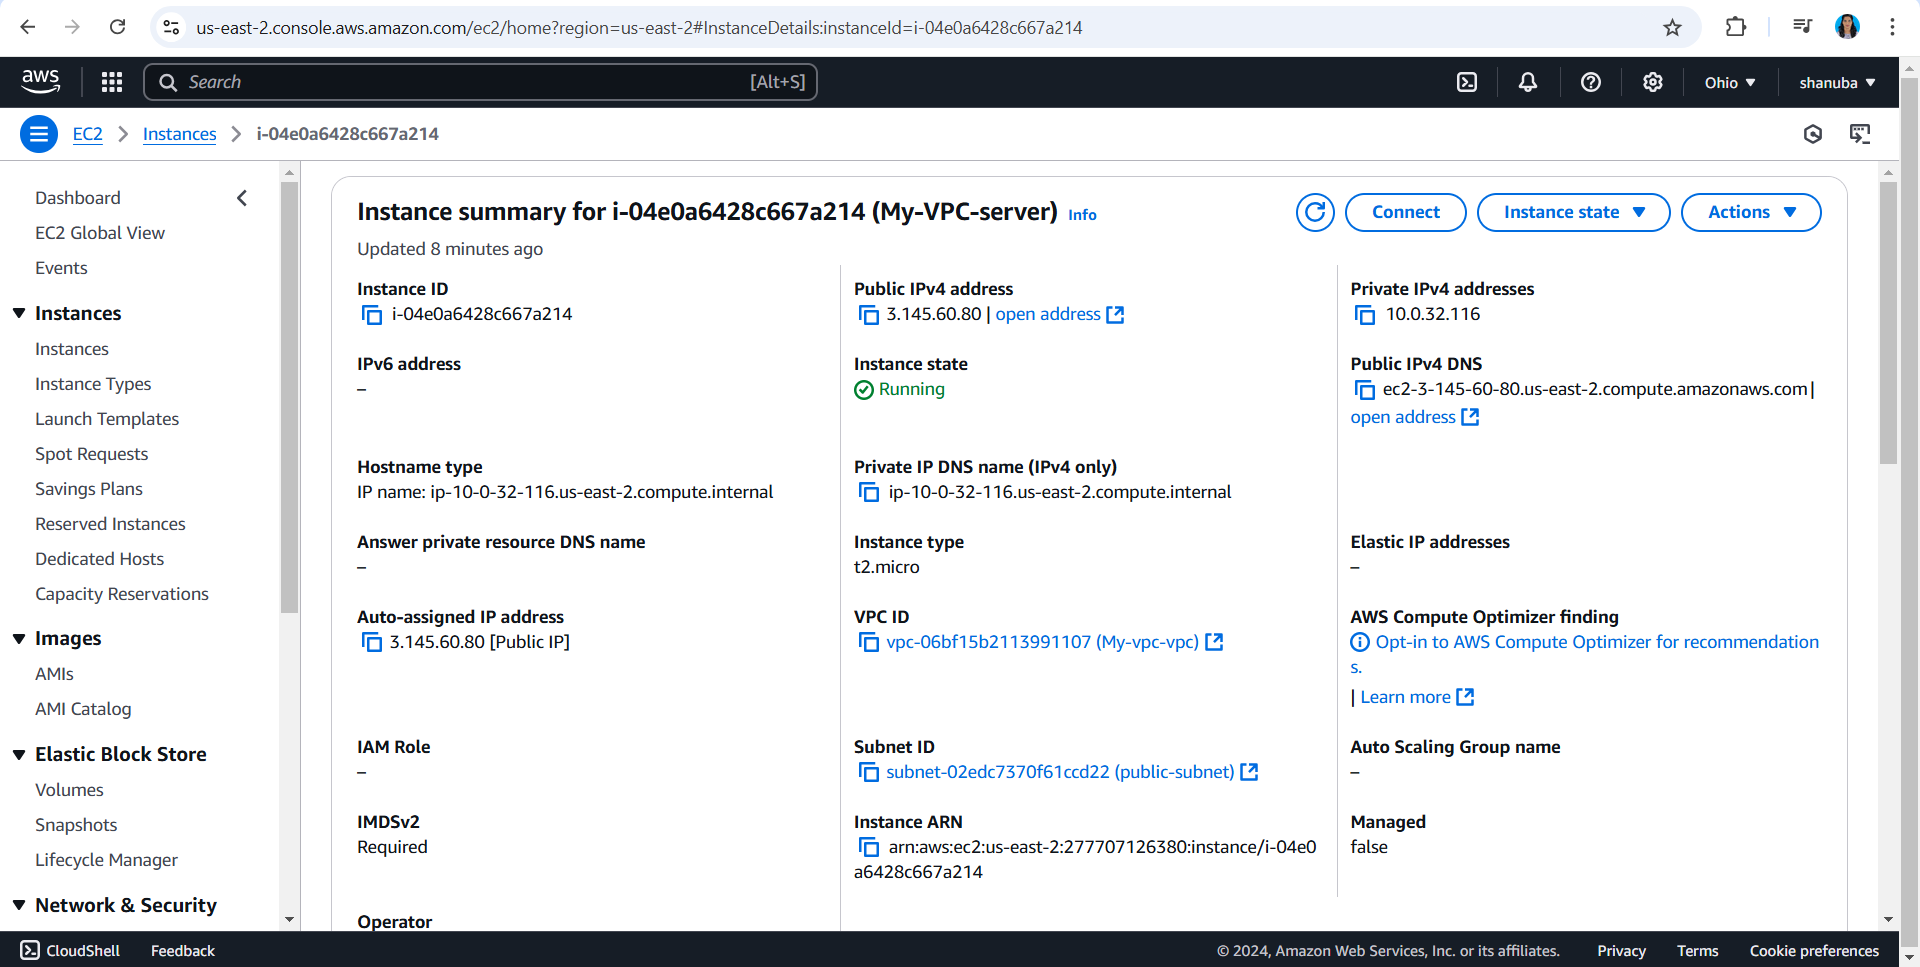 us-east-2.console.aws.amazon.com/ec2/home?region=us-east-2#InstanceDetails:instanceId=i-04e0a6428c667a214
aws
Search
[Alt+S]
Ohio
shanuba
EC2
Instances
i-04e0a6428c667a214
Dashboard
EC2 Global View
Events
Instances
Instances
Instance Types
Launch Templates
Spot Requests
Savings Plans
Reserved Instances
Dedicated Hosts
Capacity Reservations
Images
AMIs
AMI Catalog
Elastic Block Store
Volumes
Snapshots
Lifecycle Manager
Network & Security
Instance summary for i-04e0a6428c667a214 (My-VPC-server) Info
Updated 8 minutes ago
Connect
Instance state
Actions
Instance ID
i-04e0a6428c667a214
Public IPv4 address
3.145.60.80 | open address
Private IPv4 addresses
10.0.32.116
IPv6 address
–
Instance state
Running
Public IPv4 DNS
ec2-3-145-60-80.us-east-2.compute.amazonaws.com |
open address
Hostname type
IP name: ip-10-0-32-116.us-east-2.compute.internal
Private IP DNS name (IPv4 only)
ip-10-0-32-116.us-east-2.compute.internal
Answer private resource DNS name
–
Instance type
t2.micro
Elastic IP addresses
–
Auto-assigned IP address
3.145.60.80 [Public IP]
VPC ID
vpc-06bf15b2113991107 (My-vpc-vpc)
AWS Compute Optimizer finding
Opt-in to AWS Compute Optimizer for recommendation
s.
| Learn more
IAM Role
–
Subnet ID
subnet-02edc7370f61ccd22 (public-subnet)
Auto Scaling Group name
–
IMDSv2
Required
Instance ARN
arn:aws:ec2:us-east-2:277707126380:instance/i-04e0
a6428c667a214
Managed
false
Operator
CloudShell
Feedback
© 2024, Amazon Web Services, Inc. or its affiliates.
Privacy
Terms
Cookie preferences